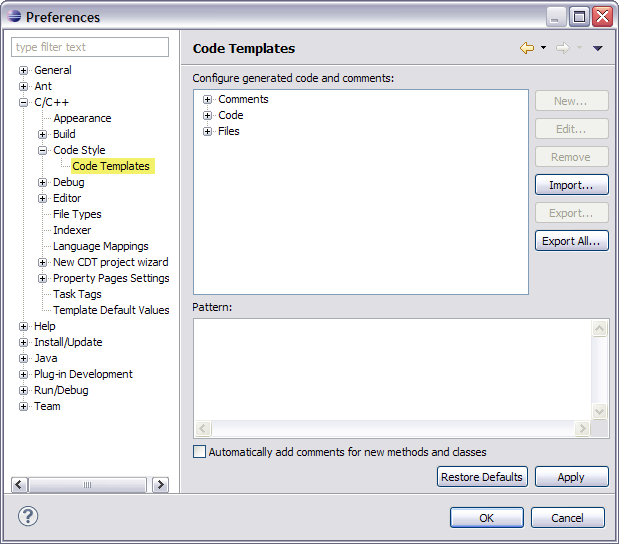 Preferences
type filter text
General
Ant
C/C++
Appearance
Build
Code Style
Code Templates
Debug
Editor
File Types
Indexer
Language Mappings
New CDT project wizard
Property Pages Settings
Task Tags
Template Default Values
Help
Install/Update
Java
Plug-in Development
Run/Debug
Team
Code Templates
Configure generated code and comments:
Comments
Code
Files
New...
Edit...
Remove
Import...
Export...
Export All...
Pattern:
Automatically add comments for new methods and classes
Restore Defaults
Apply
OK
Cancel